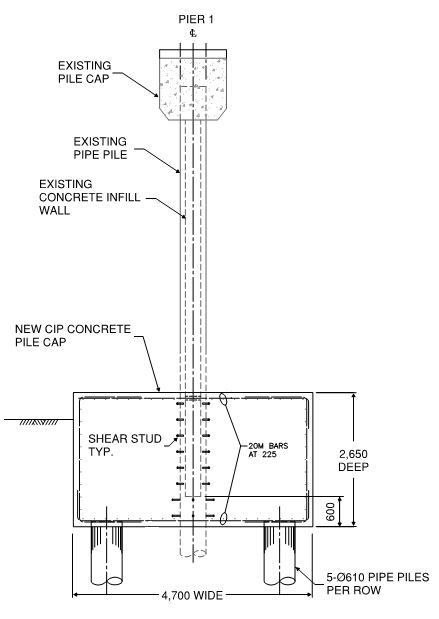 PIER 1
℄
EXISTING
PILE CAP
EXISTING
PIPE PILE
EXISTING
CONCRETE INFILL
WALL
NEW CIP CONCRETE
PILE CAP
SHEAR STUD
TYP.
20M BARS
AT 225
2,650
DEEP
600
5-Ø610 PIPE PILES
PER ROW
4,700 WIDE